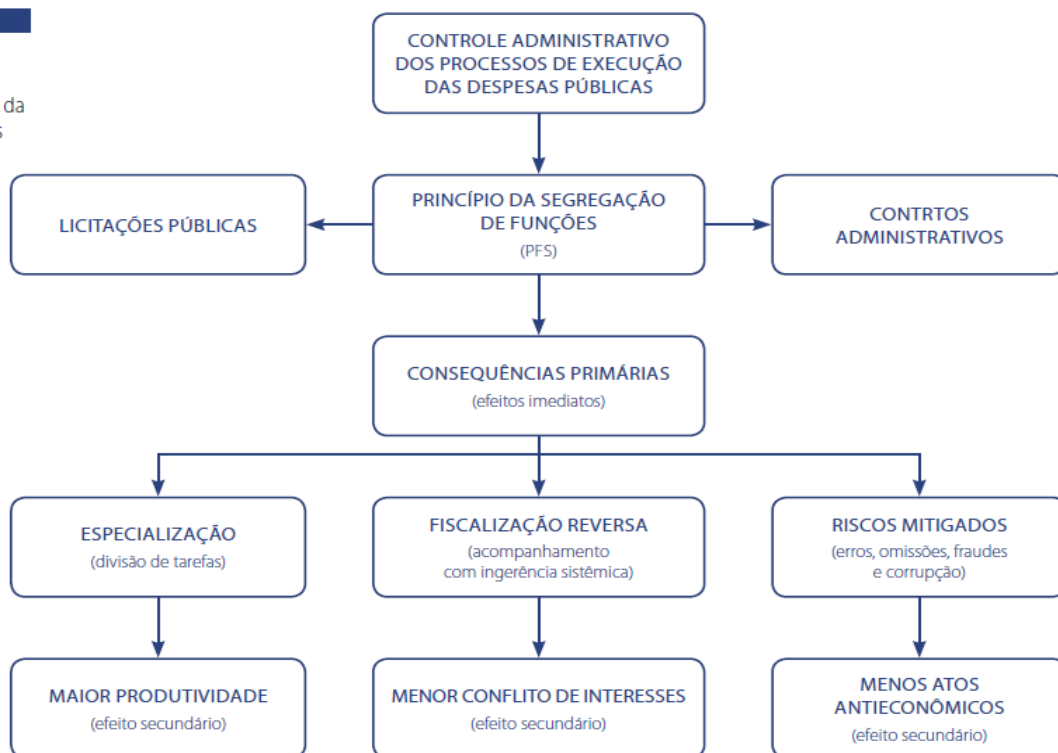 da
s
CONTROLE ADMINISTRATIVO
DOS PROCESSOS DE EXECUÇÃO
DAS DESPESAS PÚBLICAS
LICITAÇÕES PÚBLICAS
PRINCÍPIO DA SEGREGAÇÃO
DE FUNÇÕES
(PFS)
CONTRTOS
ADMINISTRATIVOS
CONSEQUÊNCIAS PRIMÁRIAS
(efeitos imediatos)
ESPECIALIZAÇÃO
(divisão de tarefas)
FISCALIZAÇÃO REVERSA
(acompanhamento
com ingerência sistêmica)
RISCOS MITIGADOS
(erros, omissões, fraudes
e corrupção)
MAIOR PRODUTIVIDADE
(efeito secundário)
MENOR CONFLITO DE INTERESSES
(efeito secundário)
MENOS ATOS
ANTIECONÔMICOS
(efeito secundário)